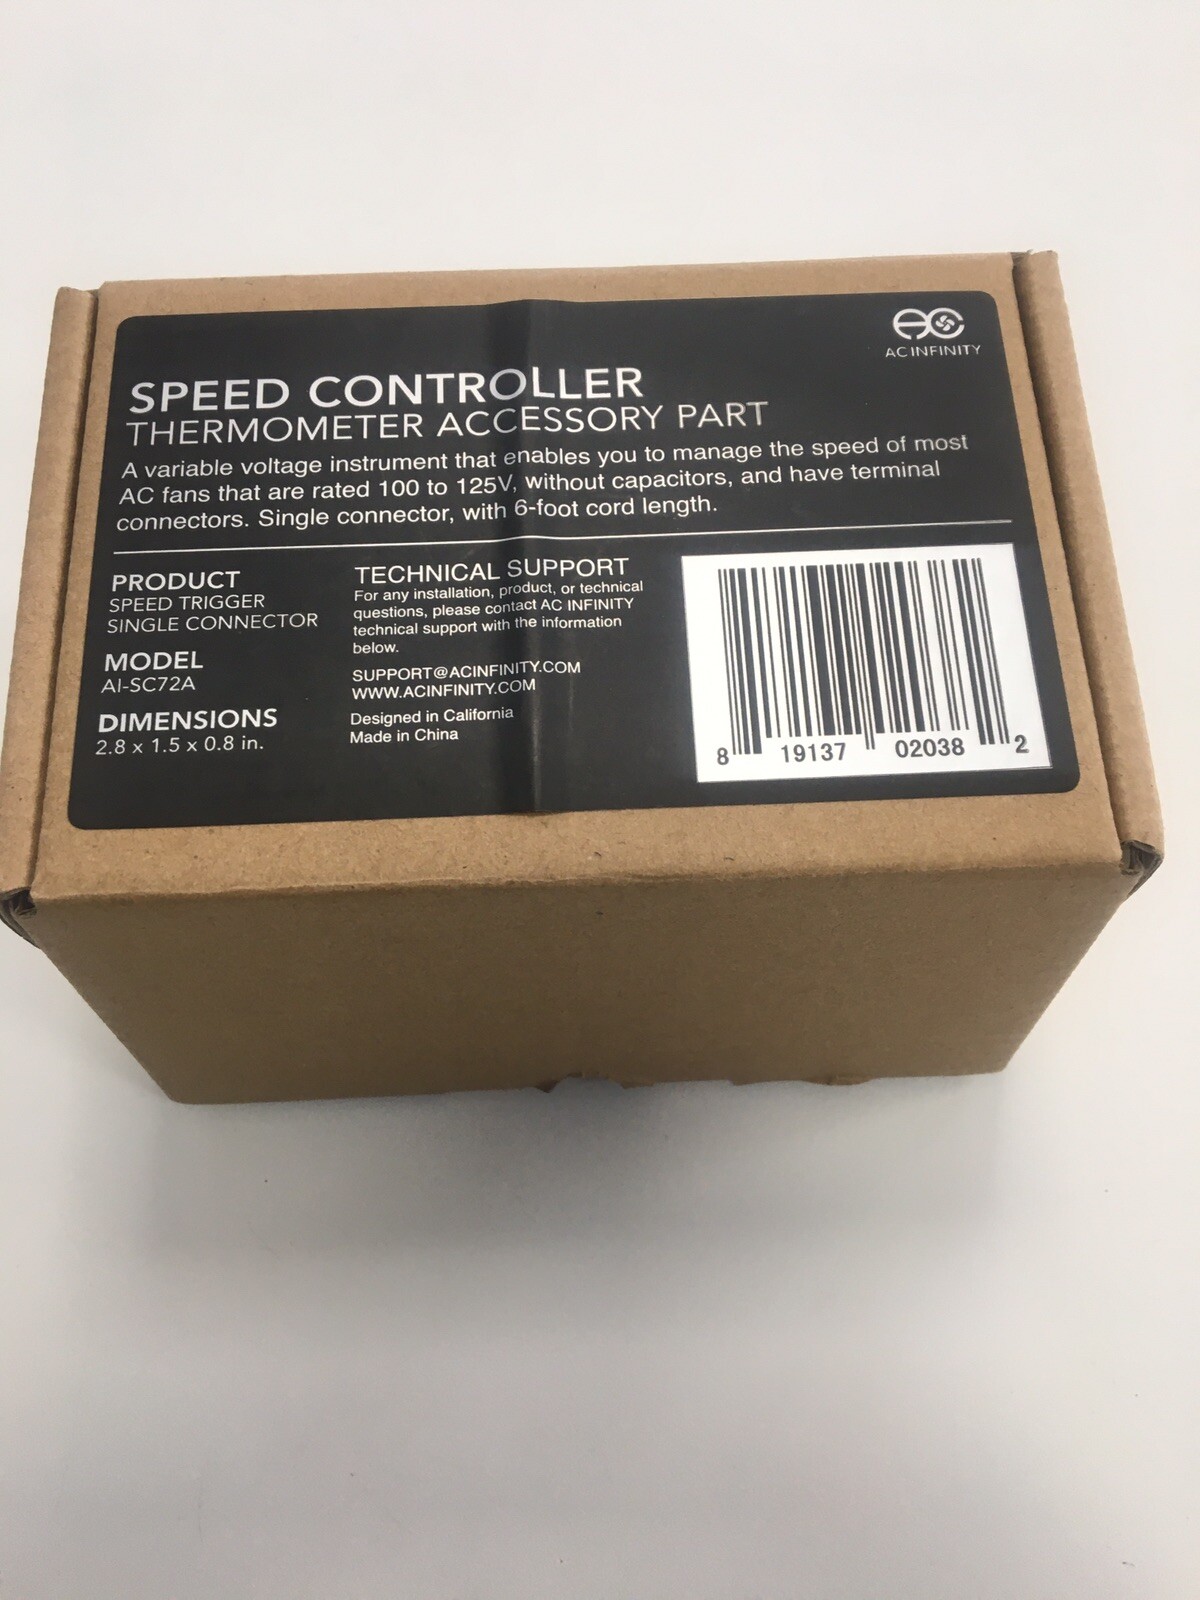 AC INFINITY
SPEED CONTROLLER
THERMOMETER ACCESSORY PART
A variable voltage instrument that enables you to manage the speed of most
AC fans that are rated 100 to 125V, without capacitors, and have terminal
connectors. Single connector, with 6-foot cord length.
PRODUCT
SPEED TRIGGER
SINGLE CONNECTOR
MODEL
AI-SC72A
DIMENSIONS
2.8 x 1.5 x 0.8 in.
TECHNICAL SUPPORT
For any installation, product, or technical
questions, please contact AC INFINITY
technical support with the information
below.
SUPPORT@ACINFINITY.COM
WWW.ACINFINITY.COM
Designed in California
Made in China
8 19137 02038 2